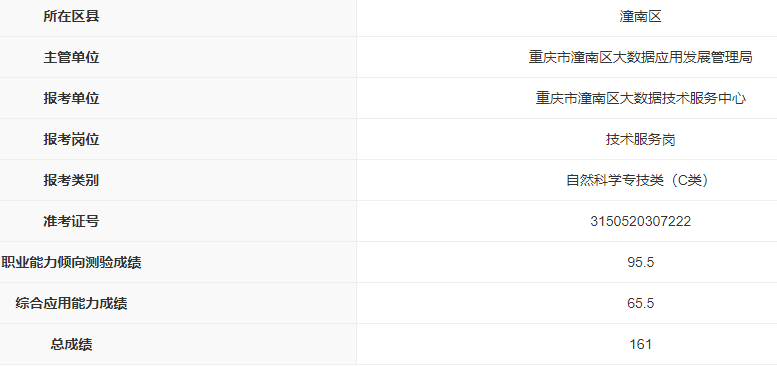 所在区县 潼南区
主管单位 重庆市潼南区大数据应用发展管理局
报考单位 重庆市潼南区大数据技术服务中心
报考岗位 技术服务岗
报考类别 自然科学专技类（C类）
准考证号 3150520307222
职业能力倾向测验成绩 95.5
综合应用能力成绩 65.5
总成绩 161